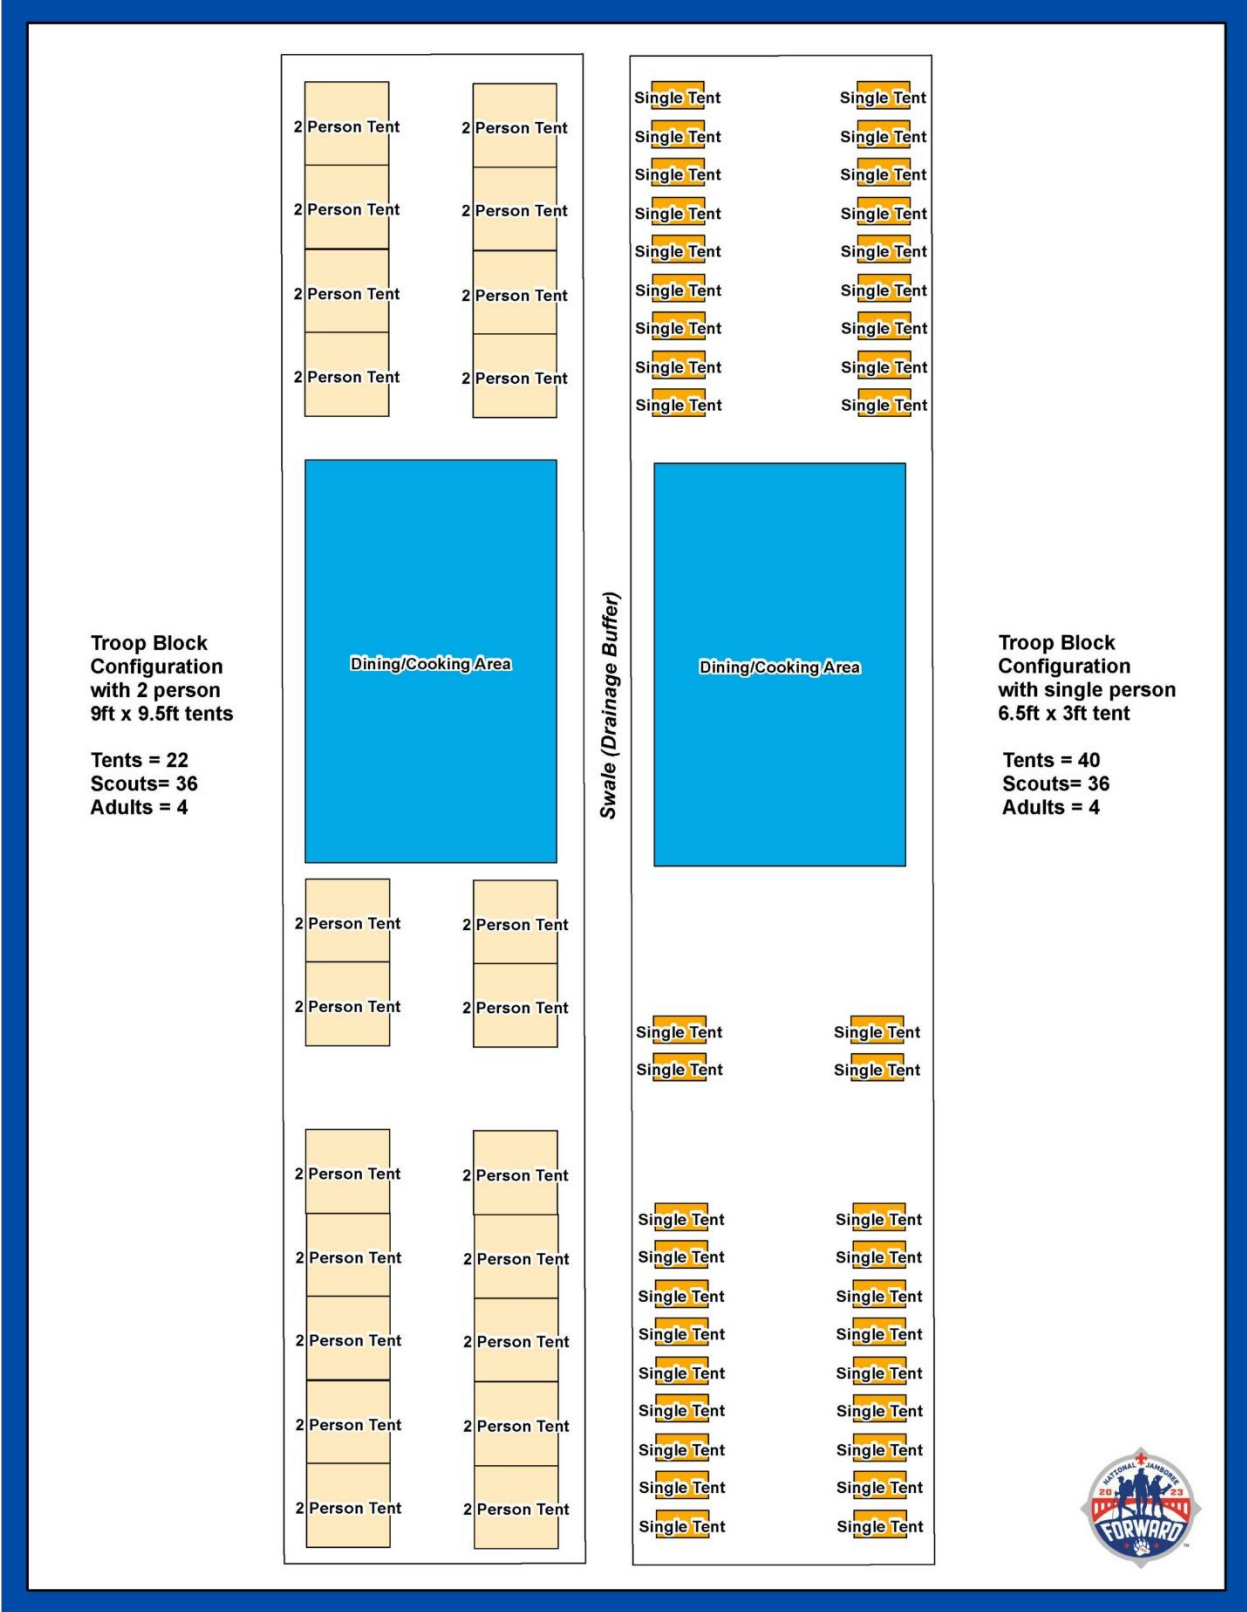 2 Person Tent 2 Person Tent
2 Person Tent 2 Person Tent
2 Person Tent 2 Person Tent
2 Person Tent 2 Person Tent
Dining/Cooking Area
2 Person Tent 2 Person Tent
2 Person Tent 2 Person Tent
2 Person Tent 2 Person Tent
2 Person Tent 2 Person Tent
2 Person Tent 2 Person Tent
2 Person Tent 2 Person Tent
2 Person Tent 2 Person Tent
Troop Block
Configuration
with 2 person
9ft x 9.5ft tents
Tents = 22
Scouts= 36
Adults = 4
Swale (Drainage Buffer)
Single Tent Single Tent
Single Tent Single Tent
Single Tent Single Tent
Single Tent Single Tent
Single Tent Single Tent
Single Tent Single Tent
Single Tent Single Tent
Single Tent Single Tent
Single Tent Single Tent
Dining/Cooking Area
Single Tent Single Tent
Single Tent Single Tent
Single Tent Single Tent
Single Tent Single Tent
Single Tent Single Tent
Single Tent Single Tent
Single Tent Single Tent
Single Tent Single Tent
Single Tent Single Tent
Single Tent Single Tent
Single Tent Single Tent
Troop Block
Configuration
with single person
6.5ft x 3ft tent
Tents = 40
Scouts= 36
Adults = 4
NATIONAL JAMBOREE
20 23
FORWARD
TM